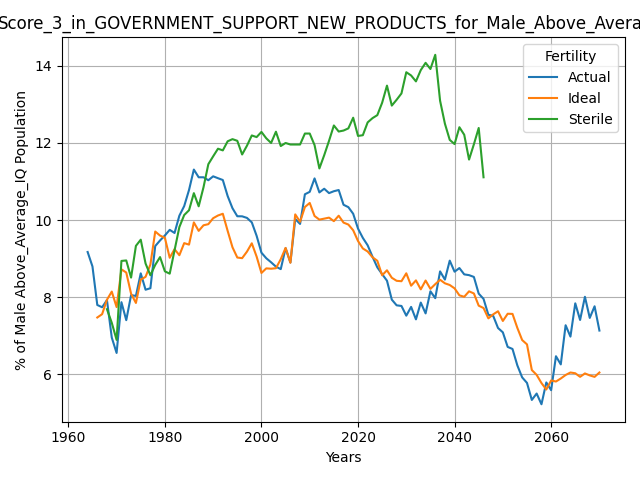 Score_3_in_GOVERNMENT_SUPPORT_NEW_PRODUCTS_for_Male_Above_Avera
% of Male Above_Average_IQ Population
14
12
10
8
6
Fertility
Actual
Ideal
Sterile
1960 1980 2000 2020 2040 2060
Years